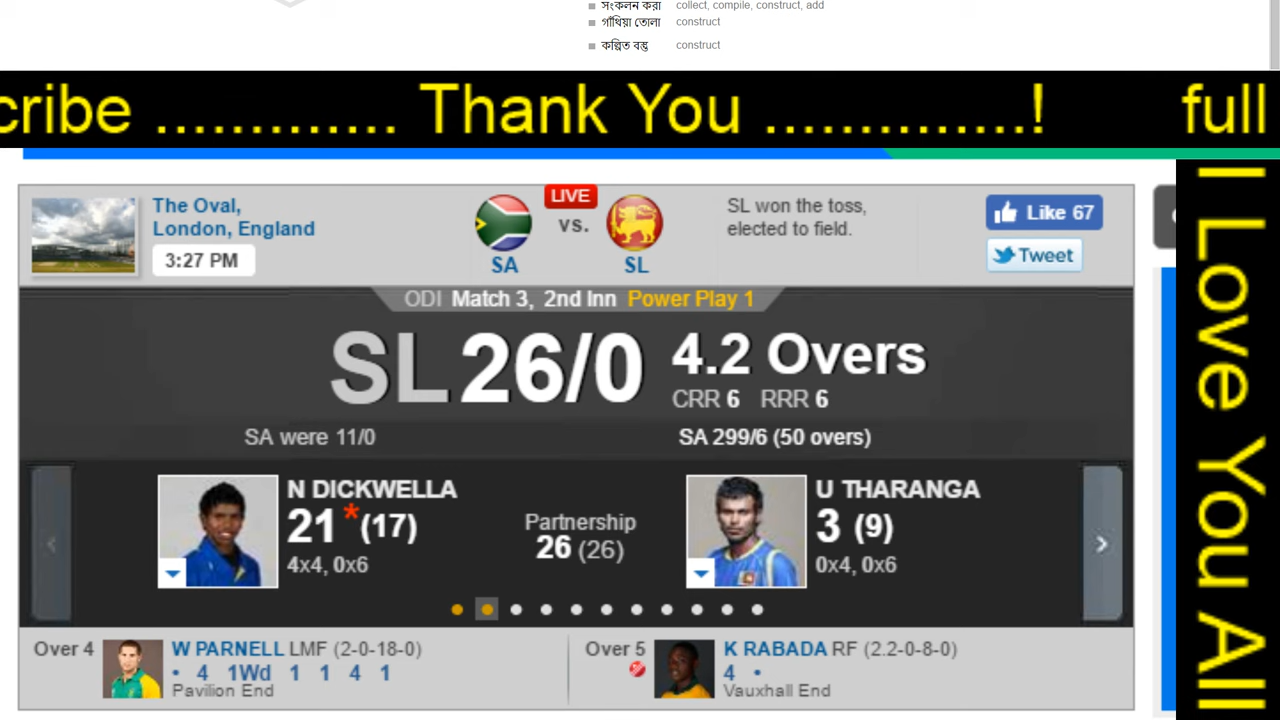 সংকলন করা collect, compile, construct, add
গাঁথিয়া তোলা construct
কল্পিত বস্তু construct
cribe ............. Thank You ..............! full
The Oval,
London, England
3:27 PM
LIVE
vs.
SA
SL
SL won the toss,
elected to field.
Like 67
Tweet
ODI Match 3, 2nd Inn Power Play 1
SL 26/0
4.2 Overs
CRR 6 RRR 6
SA were 11/0
SA 299/6 (50 overs)
N DICKWELLA
21*(17)
4x4, 0x6
Partnership
26 (26)
U THARANGA
3 (9)
0x4, 0x6
Over 4
W PARNELL LMF (2-0-18-0)
• 4 1Wd 1 1 4 1
Pavilion End
Over 5
K RABADA RF (2.2-0-8-0)
4 •
Vauxhall End
I Love You All